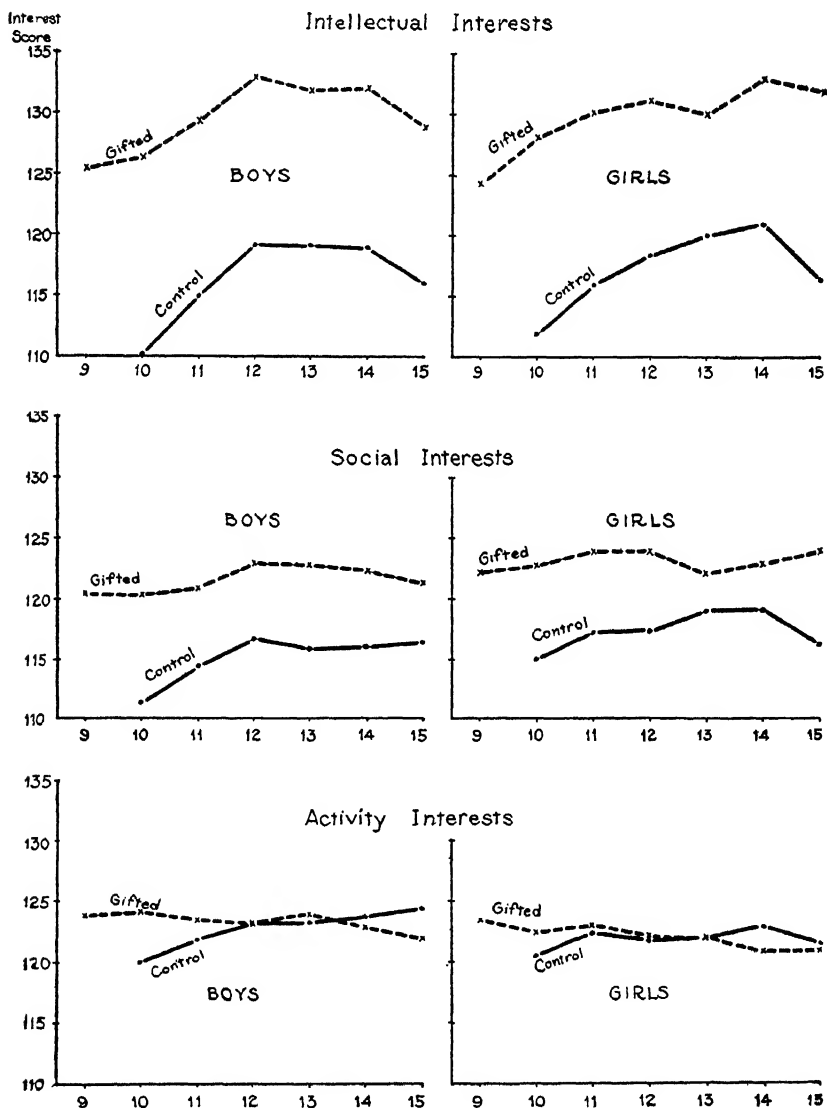 Interest
Score
Intellectual Interests
135
130
125
120
115
110
Gifted
BOYS
Control
9 10 11 12 13 14 15
Gifted
GIRLS
Control
9 10 11 12 13 14 15
Social Interests
135
130
125
120
115
110
BOYS
Gifted
Control
9 10 11 12 13 14 15
GIRLS
Gifted
Control
9 10 11 12 13 14 15
Activity Interests
135
130
125
120
115
110
Gifted
Control
BOYS
9 10 11 12 13 14 15
Gifted
Control
GIRLS
9 10 11 12 13 14 15